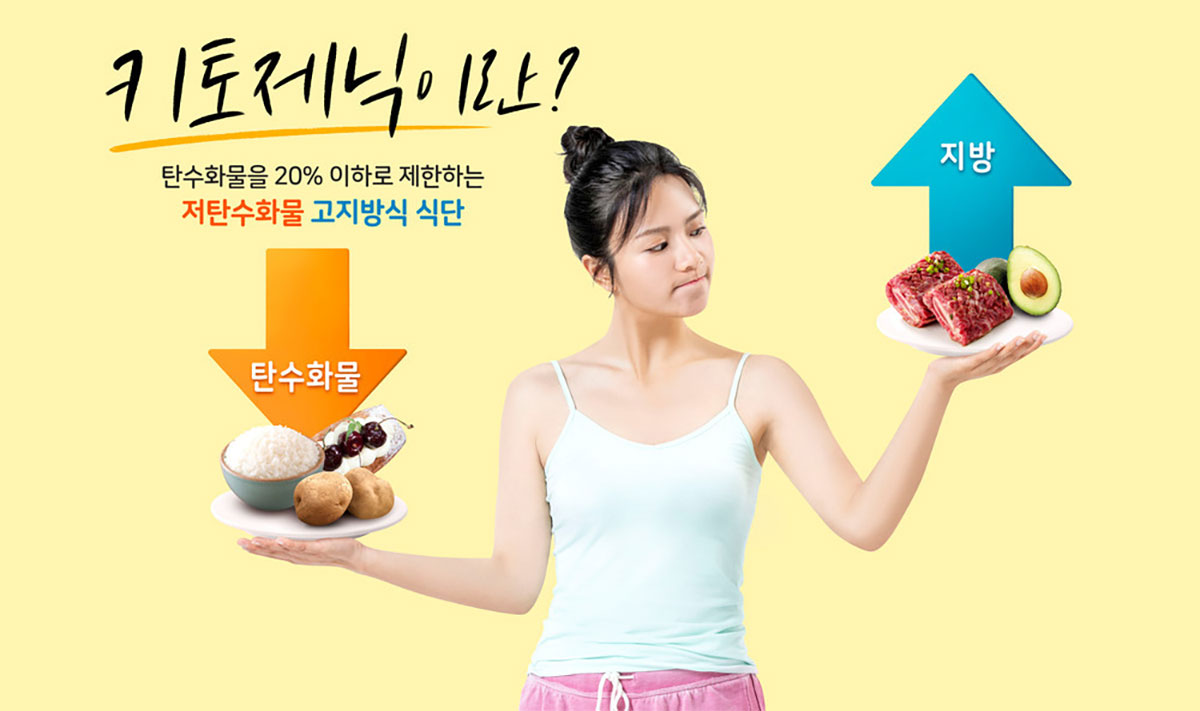 키토제닉이란?
탄수화물을 20% 이하로 제한하는
저탄수화물 고지방식 식단
탄수화물
지방